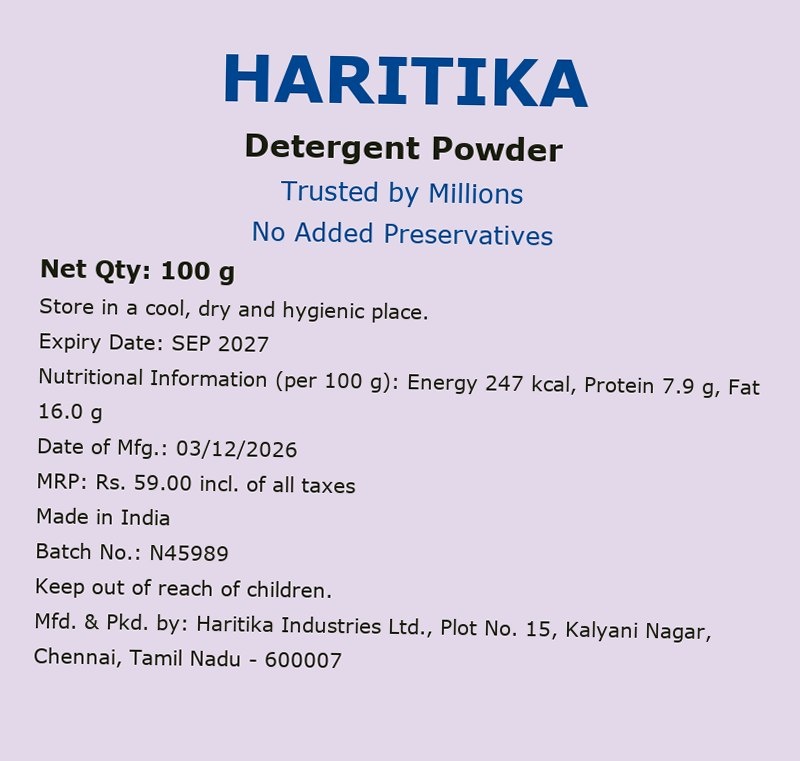 HARITIKA
Detergent Powder
Trusted by Millions
No Added Preservatives
Net Qty: 100 g
Store in a cool, dry and hygienic place.
Expiry Date: SEP 2027
Nutritional Information (per 100 g): Energy 247 kcal, Protein 7.9 g, Fat
16.0 g
Date of Mfg.: 03/12/2026
MRP: Rs. 59.00 incl. of all taxes
Made in India
Batch No.: N45989
Keep out of reach of children.
Mfd. & Pkd. by: Haritika Industries Ltd., Plot No. 15, Kalyani Nagar,
Chennai, Tamil Nadu - 600007